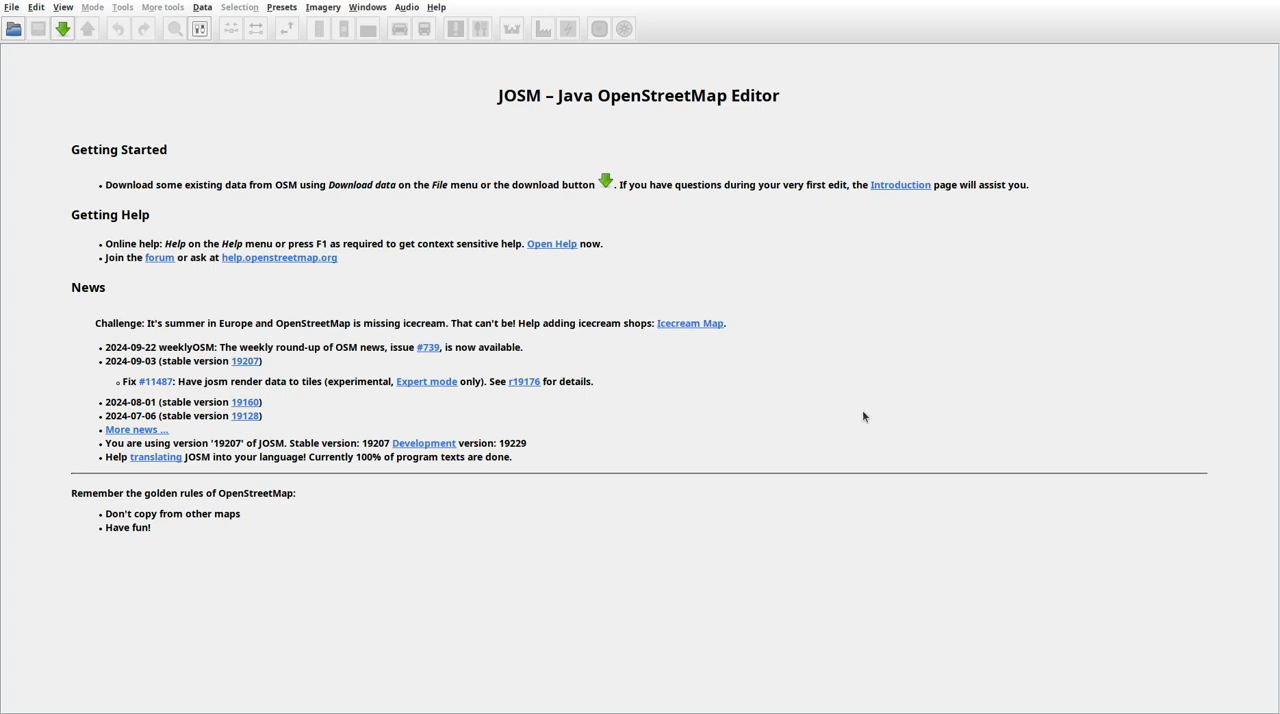 File Edit View Mode Tools More tools Data Selection Presets Imagery Windows Audio Help
JOSM – Java OpenStreetMap Editor
Getting Started
Download some existing data from OSM using Download data on the File menu or the download button . If you have questions during your very first edit, the Introduction page will assist you.
Getting Help
Online help: Help on the Help menu or press F1 as required to get context sensitive help. Open Help now.
Join the forum or ask at help.openstreetmap.org
News
Challenge: It's summer in Europe and OpenStreetMap is missing icecream. That can't be! Help adding icecream shops: Icecream Map.
2024-09-22 weeklyOSM: The weekly round-up of OSM news, issue #739, is now available.
2024-09-03 (stable version 19207)
Fix #11487: Have josm render data to tiles (experimental, Expert mode only). See r19176 for details.
2024-08-01 (stable version 19160)
2024-07-06 (stable version 19128)
More news ...
You are using version '19207' of JOSM. Stable version: 19207 Development version: 19229
Help translating JOSM into your language! Currently 100% of program texts are done.
Remember the golden rules of OpenStreetMap:
Don't copy from other maps
Have fun!